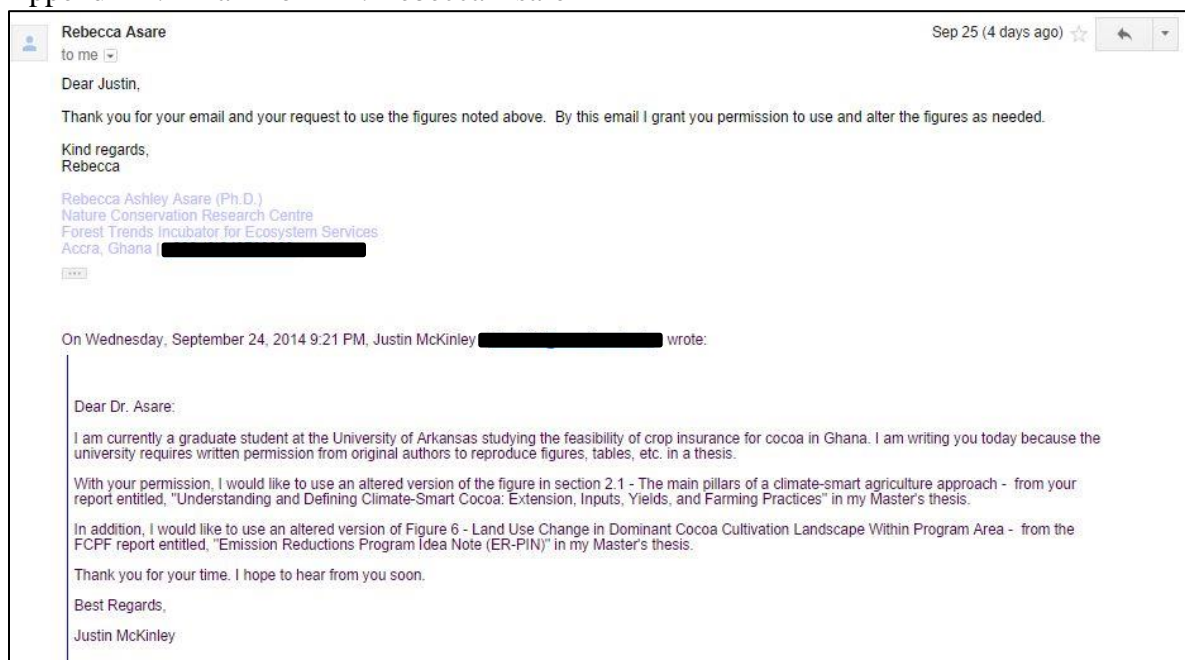 Rebecca Asare
Sep 25 (4 days ago)
to me
Dear Justin,
Thank you for your email and your request to use the figures noted above. By this email I grant you permission to use and alter the figures as needed.
Kind regards,
Rebecca
Rebecca Ashley Asare (Ph.D.)
Nature Conservation Research Centre
Forest Trends Incubator for Ecosystem Services
Accra, Ghana |
On Wednesday, September 24, 2014 9:21 PM, Justin McKinley wrote:
Dear Dr. Asare:
I am currently a graduate student at the University of Arkansas studying the feasibility of crop insurance for cocoa in Ghana. I am writing you today because the
university requires written permission from original authors to reproduce figures, tables, etc. in a thesis.
With your permission, I would like to use an altered version of the figure in section 2.1 - The main pillars of a climate-smart agriculture approach - from your
report entitled, "Understanding and Defining Climate-Smart Cocoa: Extension, Inputs, Yields, and Farming Practices" in my Master's thesis.
In addition, I would like to use an altered version of Figure 6 - Land Use Change in Dominant Cocoa Cultivation Landscape Within Program Area - from the
FCPF report entitled, "Emission Reductions Program Idea Note (ER-PIN)" in my Master's thesis.
Thank you for your time. I hope to hear from you soon.
Best Regards,
Justin McKinley